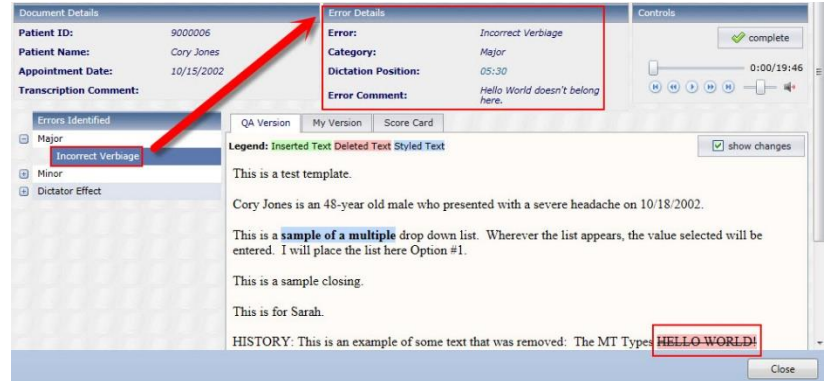 Document Details
Patient ID: 9000006
Patient Name: Cory Jones
Appointment Date: 10/15/2002
Transcription Comment:
Error Details
Error: Incorrect Verbiage
Category: Major
Dictation Position: 05:30
Error Comment: Hello World doesn't belong
here.
Controls
complete
0:00/19:46
Errors Identified
Major
Incorrect Verbiage
Minor
Dictator Effect
QA Version My Version Score Card
Legend: Inserted Text Deleted Text Styled Text
show changes
This is a test template.
Cory Jones is an 48-year old male who presented with a severe headache on 10/18/2002.
This is a sample of a multiple drop down list. Wherever the list appears, the value selected will be
entered. I will place the list here Option #1.
This is a sample closing.
This is for Sarah.
HISTORY: This is an example of some text that was removed: The MT Types HELLO WORLD!
Close